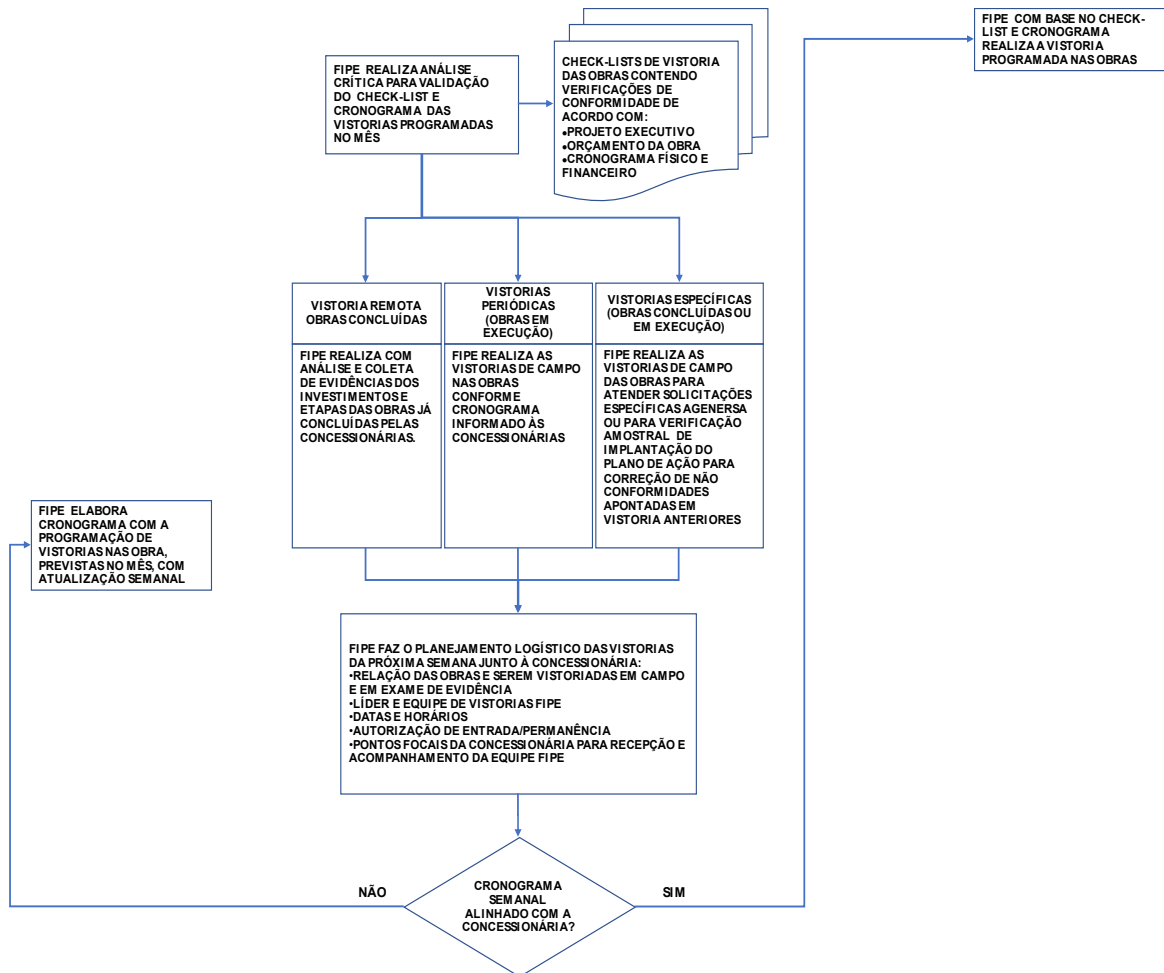 FIPE REALIZA ANÁLISE
CRÍTICA PARA VALIDAÇÃO
DO CHECK-LIST E
CRONOGRAMA DAS
VISTORIAS PROGRAMADAS
NO MÊS
CHECK-LISTS DE VISTORIA
DAS OBRAS CONTENDO
VERIFICAÇÕES DE
CONFORMIDADE DE
ACORDO COM:
•PROJETO EXECUTIVO
•ORÇAMENTO DA OBRA
•CRONOGRAMA FÍSICO E
FINANCEIRO
FIPE COM BASE NO CHECK-
LIST E CRONOGRAMA
REALIZA A VISTORIA
PROGRAMADA NAS OBRAS
VISTORIA REMOTA
OBRAS CONCLUÍDAS
FIPE REALIZA COM
ANÁLISE E COLETA
DE EVIDÊNCIAS DOS
INVESTIMENTOS E
ETAPAS DAS OBRAS JÁ
CONCLUÍDAS PELAS
CONCESSIONÁRIAS.
VISTORIAS
PERIÓDICAS
(OBRAS EM
EXECUÇÃO)
FIPE REALIZA AS
VISTORIAS DE CAMPO
NAS OBRAS
CONFORME
CRONOGRAMA
INFORMADO ÀS
CONCESSIONÁRIAS
VISTORIAS ESPECÍFICAS
(OBRAS CONCLUÍDAS OU
EM EXECUÇÃO)
FIPE REALIZA AS
VISTORIAS DE CAMPO
DAS OBRAS PARA
ATENDER SOLICITAÇÕES
ESPECÍFICAS AGENERSA
OU PARA VERIFICAÇÃO
AMOSTRAL DE
IMPLANTAÇÃO DO
PLANO DE AÇÃO PARA
CORREÇÃO DE NÃO
CONFORMIDADES
APONTADAS EM
VISTORIA ANTERIORES
FIPE ELABORA
CRONOGRAMA COM A
PROGRAMAÇÃO DE
VISTORIAS NAS OBRA,
PREVISTAS NO MÊS, COM
ATUALIZAÇÃO SEMANAL
FIPE FAZ O PLANEJAMENTO LOGÍSTICO DAS VISTORIAS
DA PRÓXIMA SEMANA JUNTO À CONCESSIONÁRIA:
•RELAÇÃO DAS OBRAS E SEREM VISTORIADAS EM CAMPO
E EM EXAME DE EVIDÊNCIA
•LÍDER E EQUIPE DE VISTORIAS FIPE
•DATAS E HORÁRIOS
•AUTORIZAÇÃO DE ENTRADA/PERMANÊNCIA
•PONTOS FOCAIS DA CONCESSIONÁRIA PARA RECEPÇÃO E
ACOMPANHAMENTO DA EQUIPE FIPE
NÃO
CRONOGRAMA
SEMANAL
ALINHADO COM A
CONCESSIONÁRIA?
SIM